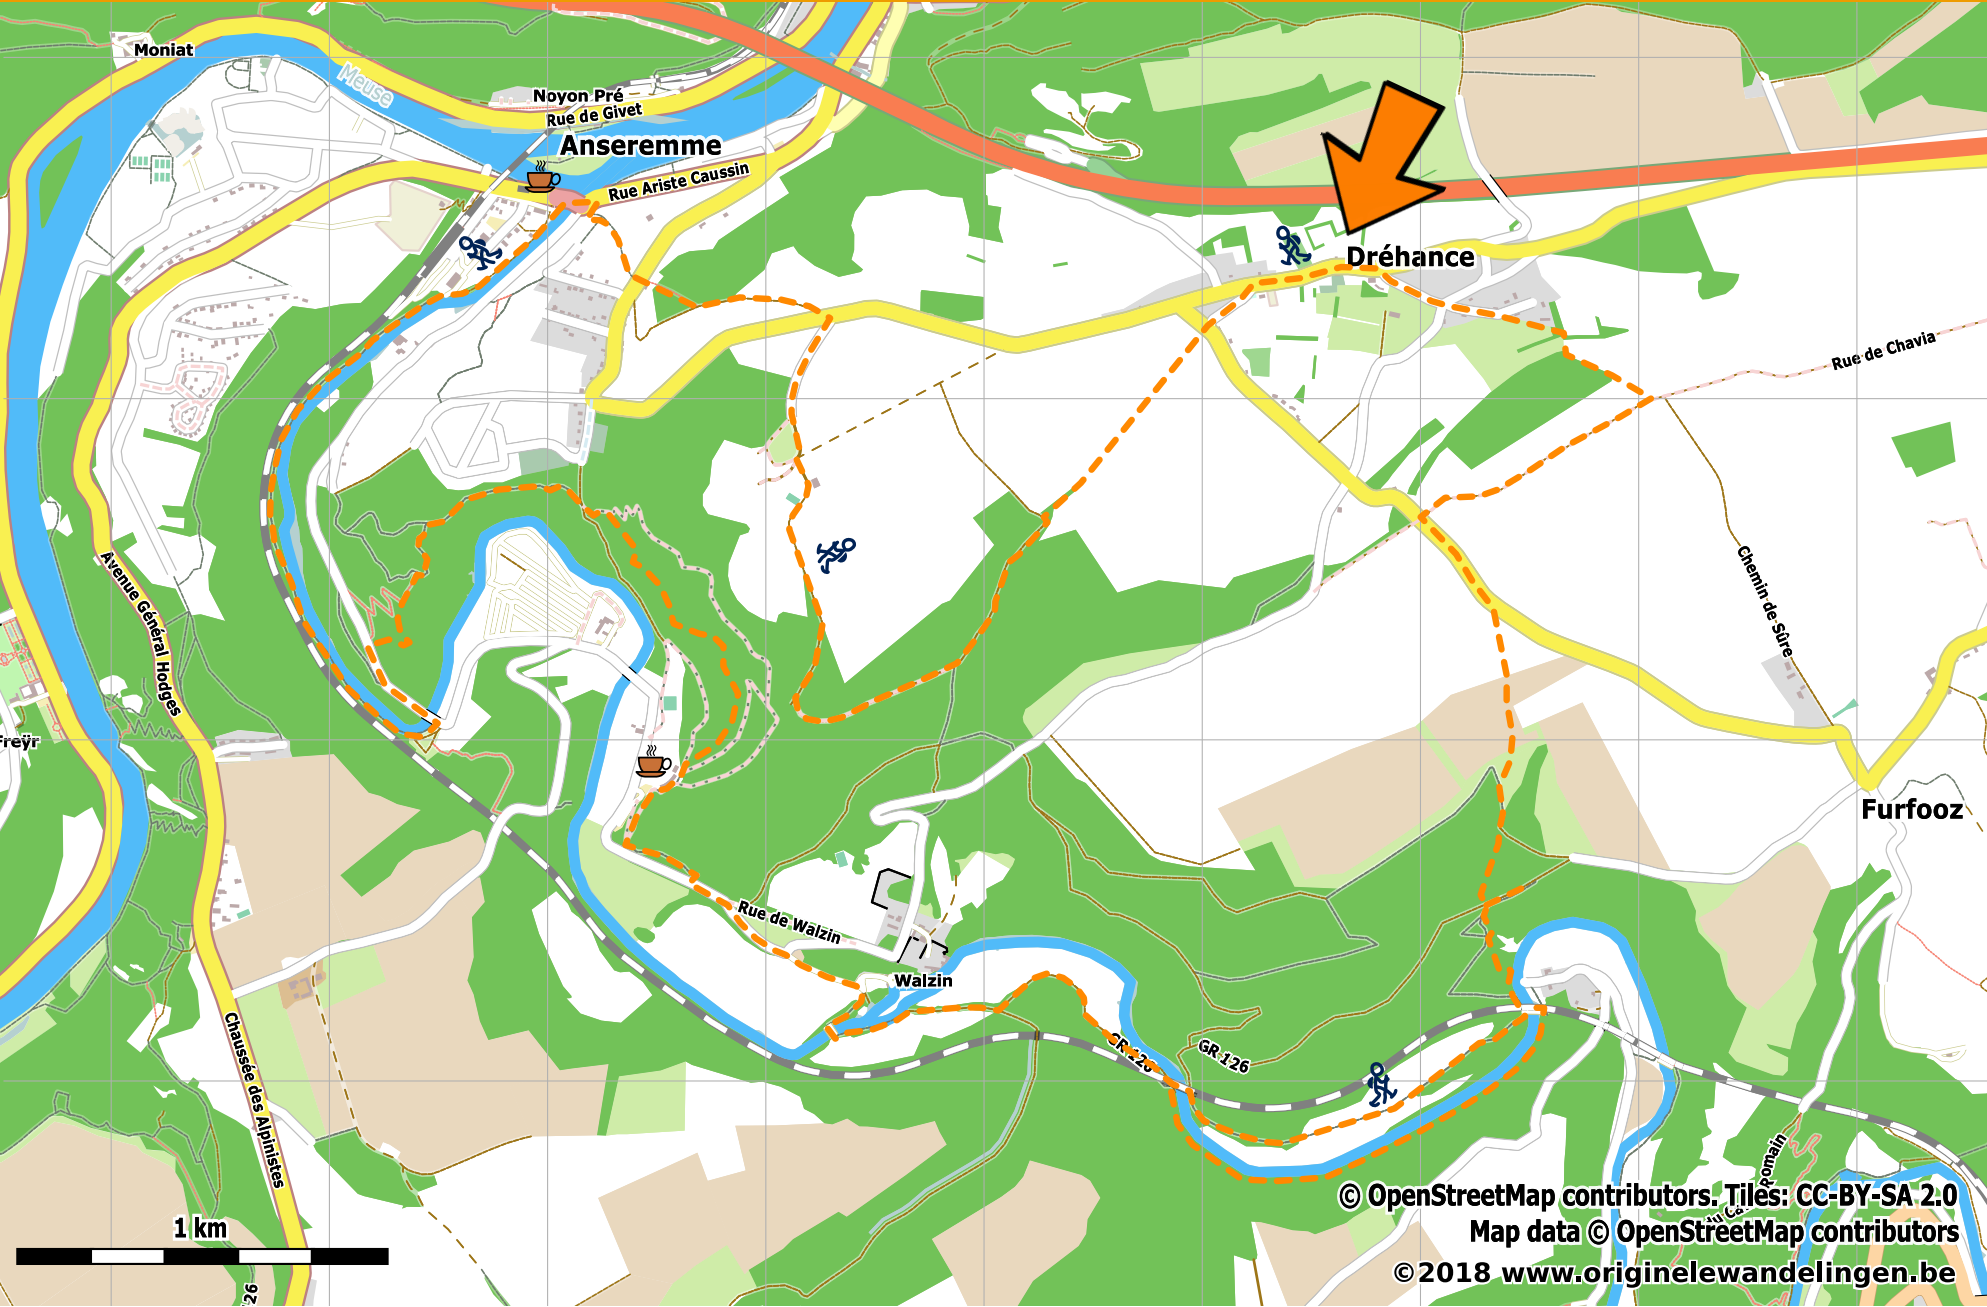 Moniat
Meuse
Noyon Pré
Rue de Givet
Anseremme
Rue Ariste Caussin
Dréhance
Rue de Chavia
Avenue Général Hodges
Chemin de Sûre
Freÿr
Furfooz
Rue de Walzin
Walzin
GR 126
GR 126
Chaussée des Alpinistes
Romain
© OpenStreetMap contributors. Tiles: CC-BY-SA 2.0
Map data © OpenStreetMap contributors
©2018 www.originelewandelingen.be
1 km